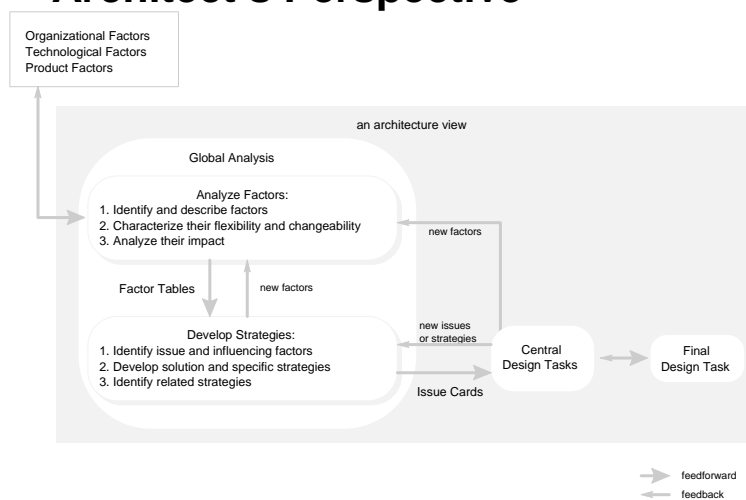 Architect's Perspective
Organizational Factors
Technological Factors
Product Factors
an architecture view
Global Analysis
Analyze Factors:
1. Identify and describe factors
2. Characterize their flexibility and changeability
3. Analyze their impact
new factors
Factor Tables
new factors
Develop Strategies:
1. Identify issue and influencing factors
2. Develop solution and specific strategies
3. Identify related strategies
new issues
or strategies
Issue Cards
Central
Design Tasks
Final
Design Task
feedforward
feedback